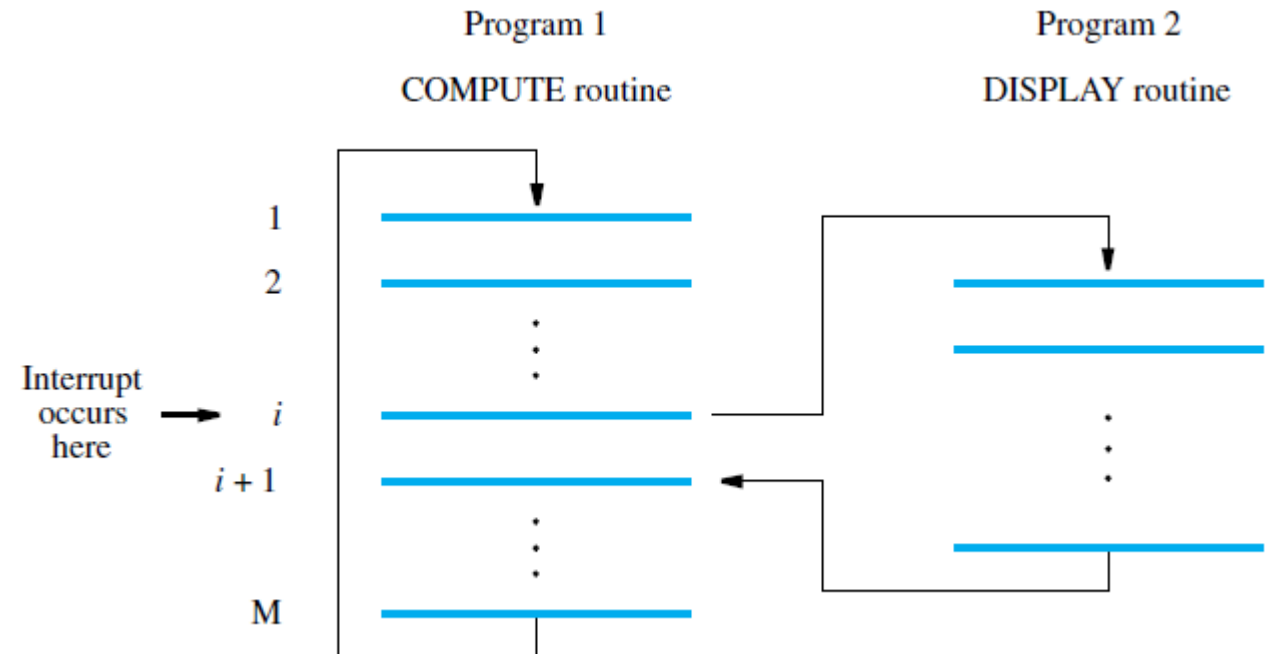 Program 1
Program 2
COMPUTE routine
DISPLAY routine
1
2
Interrupt
occurs
here
i
i + 1
M